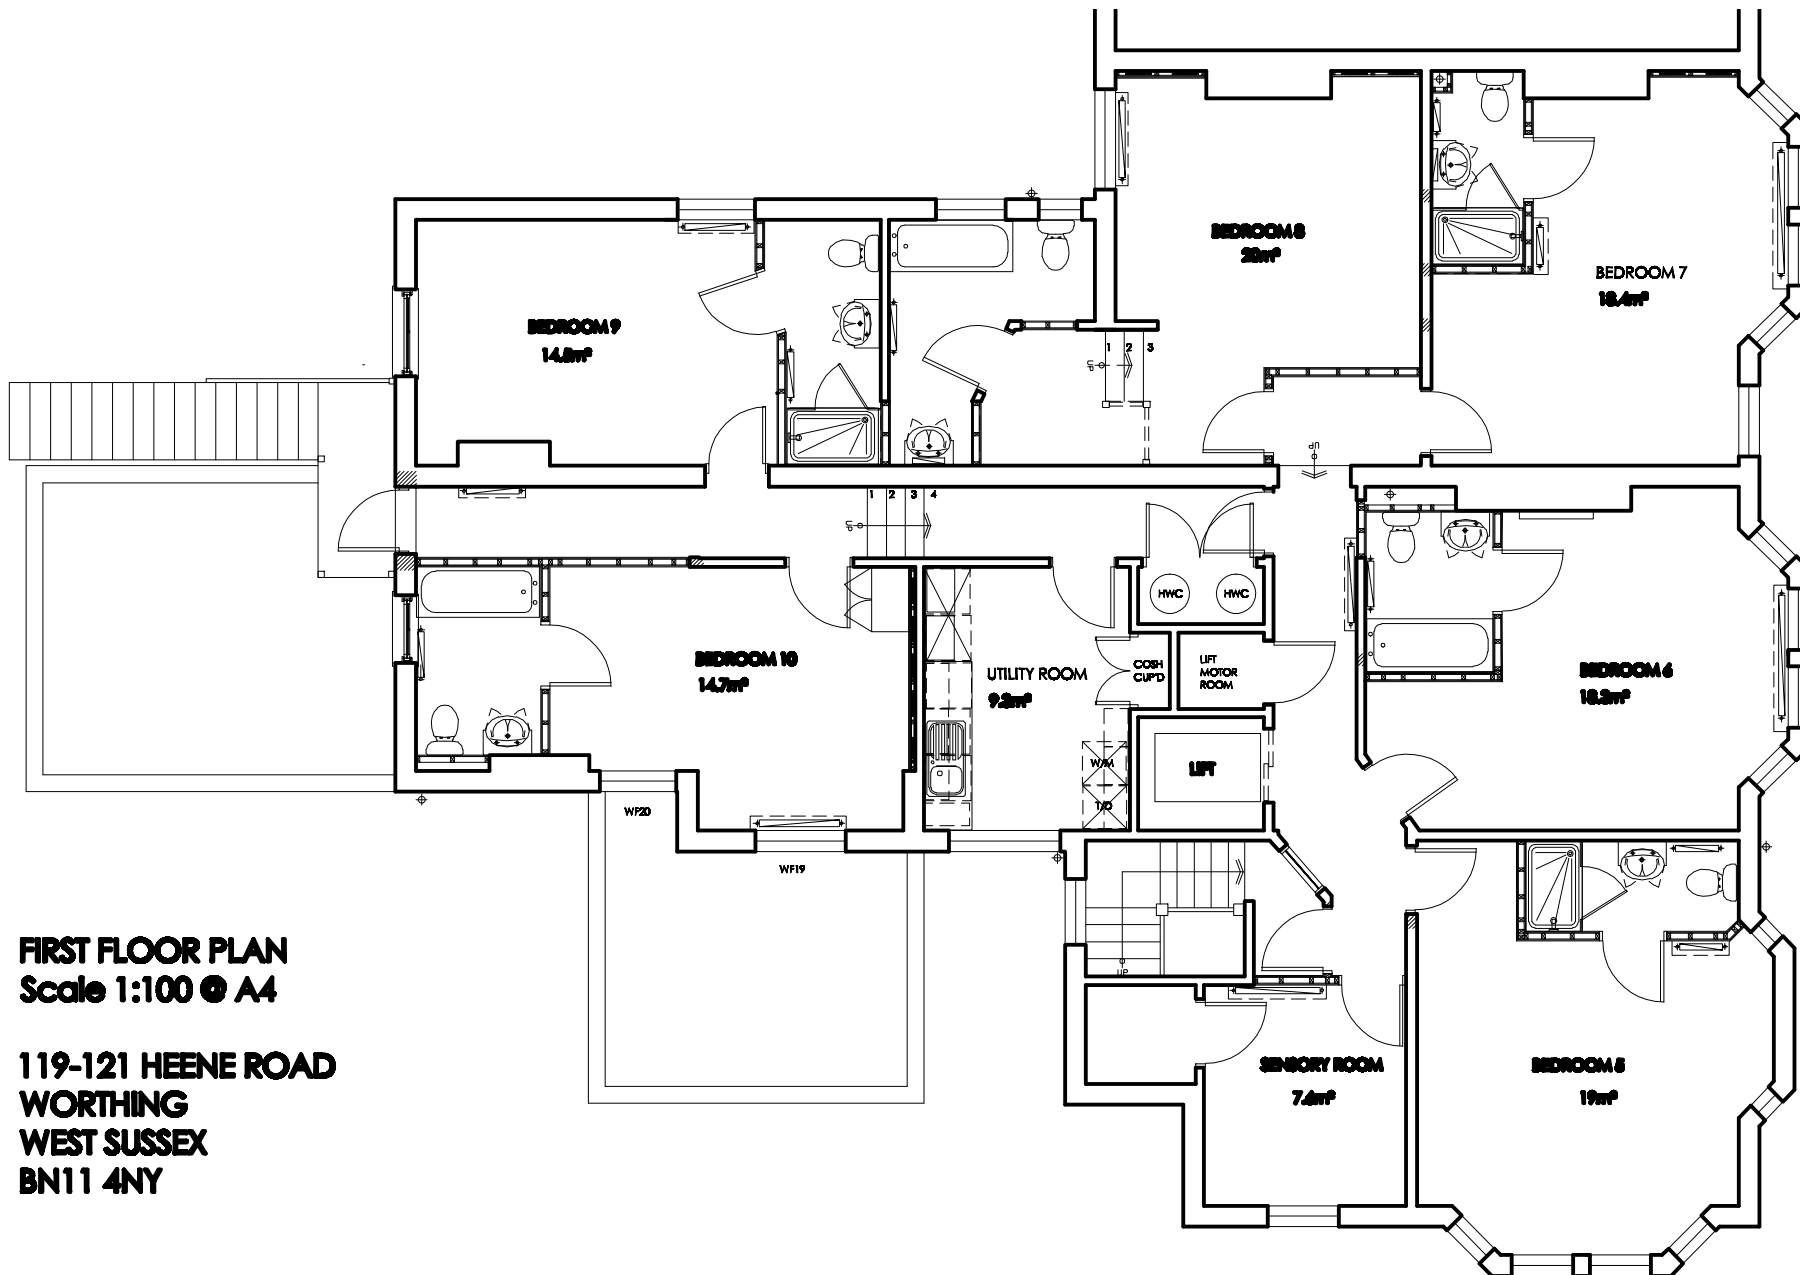 BEDROOM 8
20m²
BEDROOM 7
18.4m²
BEDROOM 9
14.8m²
1 2 3
UP
UP
1 2 3 4
UP
HWC HWC
BEDROOM 10
14.7m²
UTILITY ROOM
9.2m²
COSH
CUP'D
LIFT
MOTOR
ROOM
BEDROOM 6
18.2m²
W/M
T/D
LIFT
WF20
WF19
UP
FIRST FLOOR PLAN
Scale 1:100 @ A4
119-121 HEENE ROAD
WORTHING
WEST SUSSEX
BN11 4NY
SENSORY ROOM
7.6m²
BEDROOM 5
19m²